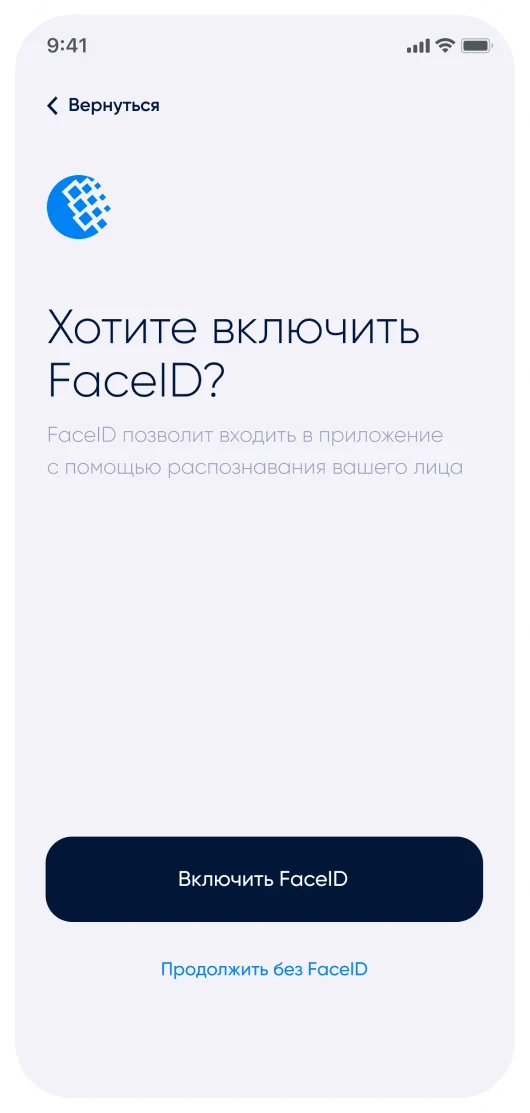 9:41
Вернуться
Хотите включить
FaceID?
FaceID позволит входить в приложение
с помощью распознавания вашего лица
Включить FaceID
Продолжить без FaceID